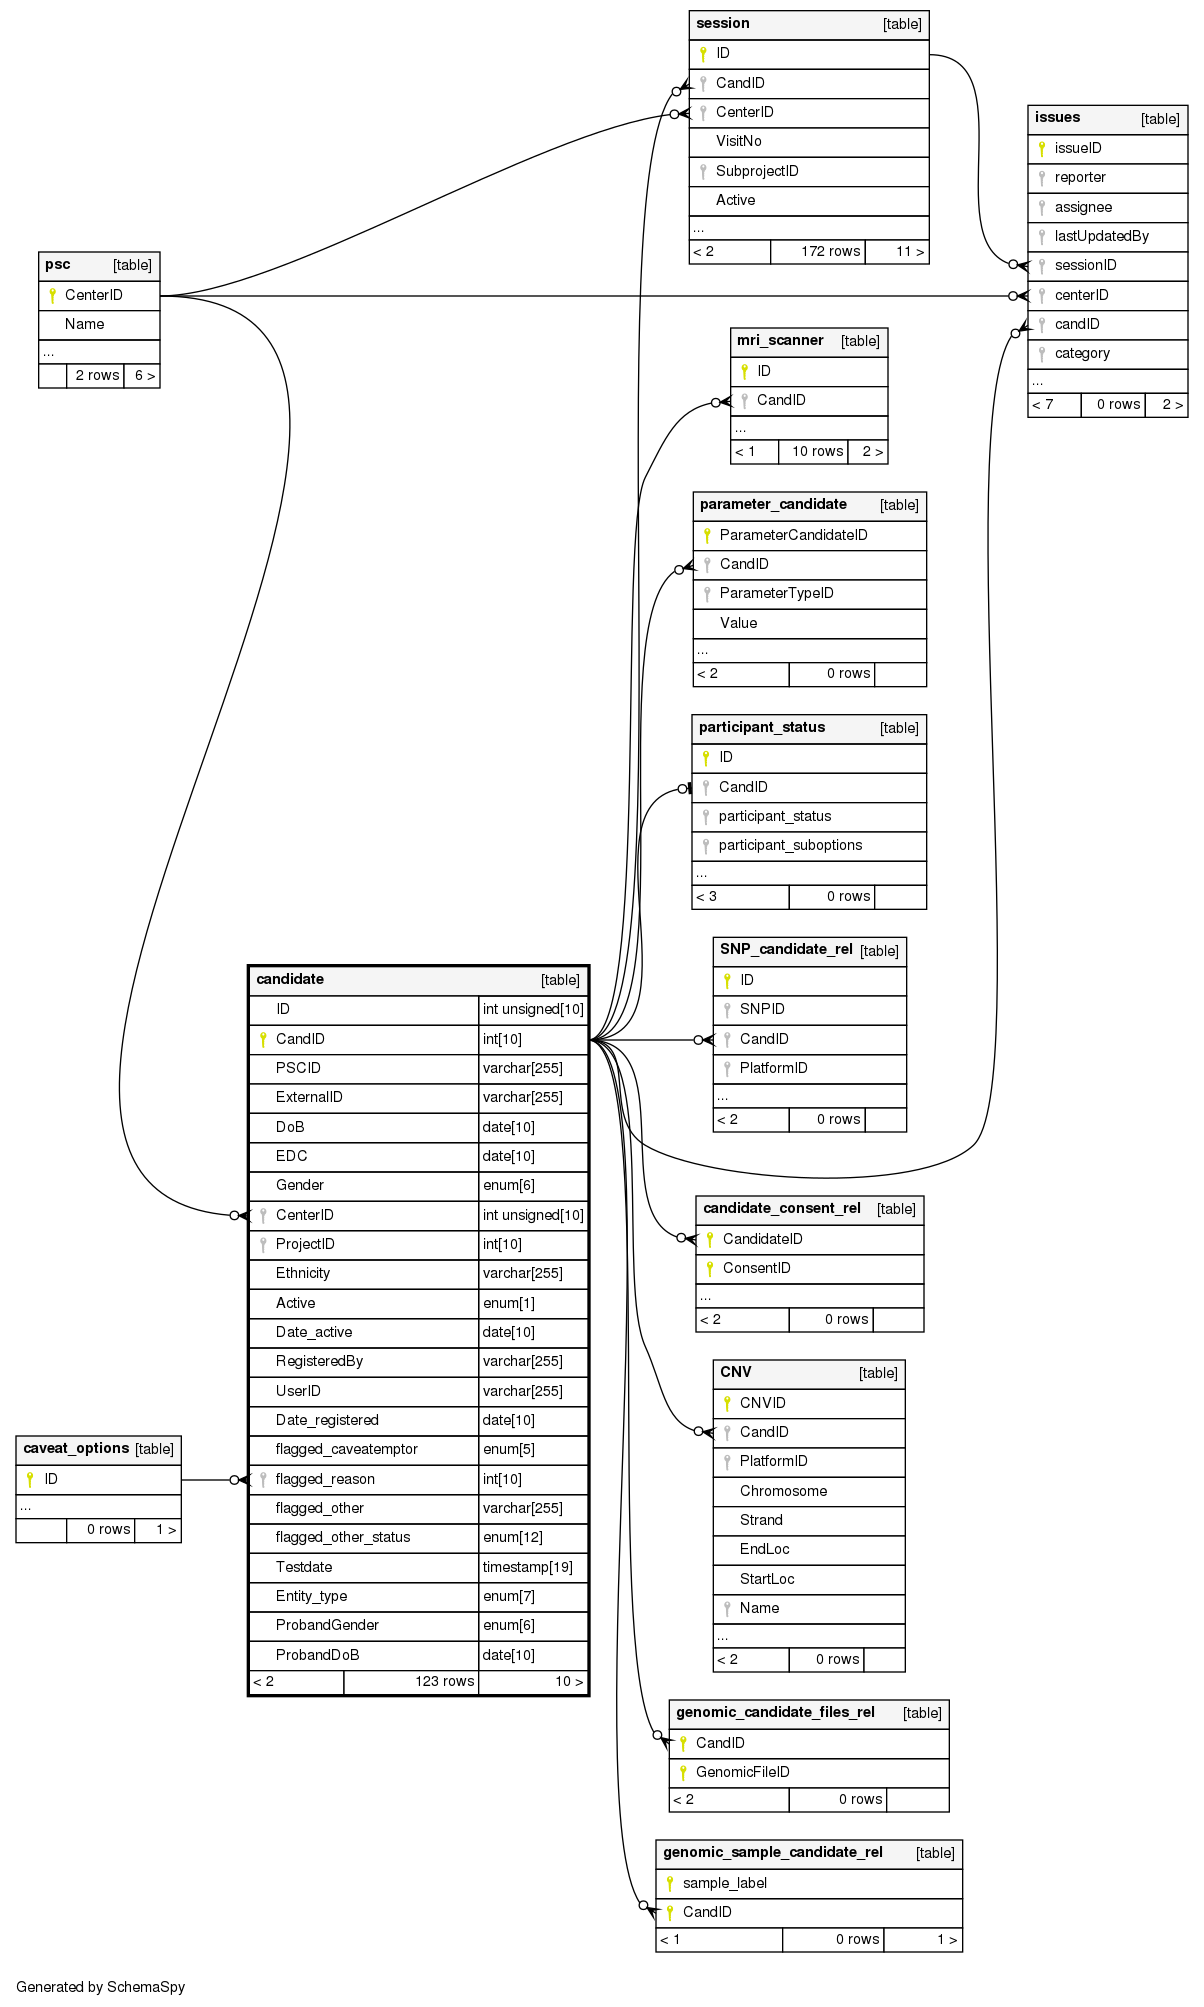 session [table]
ID
CandID
CenterID
VisitNo
SubprojectID
Active
...
< 2 172 rows 11 >
issues [table]
issueID
reporter
assignee
lastUpdatedBy
sessionID
centerID
candID
category
...
< 7 0 rows 2 >
psc [table]
CenterID
Name
...
2 rows 6 >
mri_scanner [table]
ID
CandID
...
< 1 10 rows 2 >
parameter_candidate [table]
ParameterCandidateID
CandID
ParameterTypeID
Value
...
< 2 0 rows
participant_status [table]
ID
CandID
participant_status
participant_suboptions
...
< 3 0 rows
SNP_candidate_rel [table]
ID
SNPID
CandID
PlatformID
...
< 2 0 rows
candidate [table]
ID int unsigned[10]
CandID int[10]
PSCID varchar[255]
ExternalID varchar[255]
DoB date[10]
EDC date[10]
Gender enum[6]
CenterID int unsigned[10]
ProjectID int[10]
Ethnicity varchar[255]
Active enum[1]
Date_active date[10]
RegisteredBy varchar[255]
UserID varchar[255]
Date_registered date[10]
flagged_caveatemptor enum[5]
flagged_reason int[10]
flagged_other varchar[255]
flagged_other_status enum[12]
Testdate timestamp[19]
Entity_type enum[7]
ProbandGender enum[6]
ProbandDoB date[10]
< 2 123 rows 10 >
candidate_consent_rel [table]
CandidateID
ConsentID
...
< 2 0 rows
caveat_options [table]
ID
...
0 rows 1 >
CNV [table]
CNVID
CandID
PlatformID
Chromosome
Strand
EndLoc
StartLoc
Name
...
< 2 0 rows
genomic_candidate_files_rel [table]
CandID
GenomicFileID
< 2 0 rows
genomic_sample_candidate_rel [table]
sample_label
CandID
< 1 0 rows 1 >
Generated by SchemaSpy